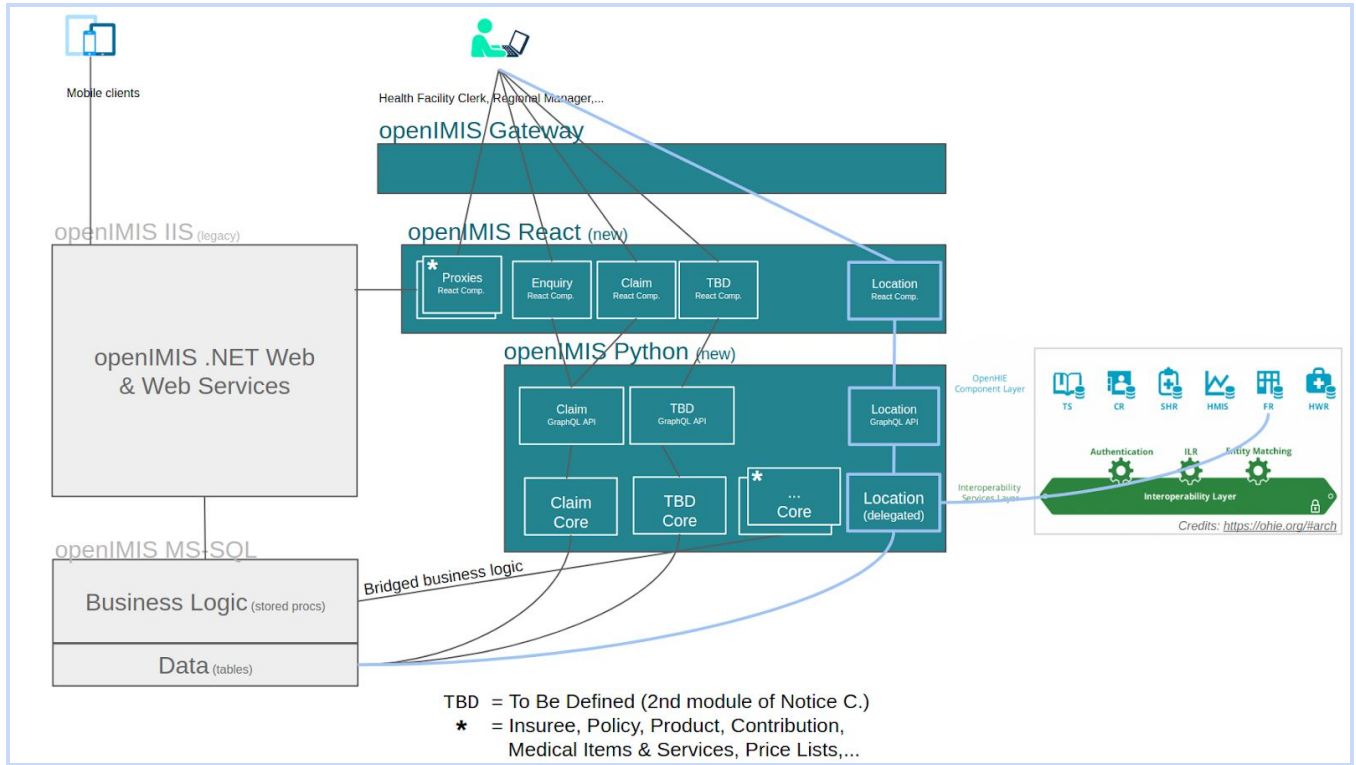 Mobile clients
Health Facility Clerk, Regional Manager,...
openIMIS Gateway
openIMIS IIS (legacy)
openIMIS React (new)
*
Proxies
React Comp.
Enquiry
React Comp.
Claim
React Comp.
TBD
React Comp.
Location
React Comp.
openIMIS .NET Web
& Web Services
openIMIS Python (new)
Claim
GraphQL API
TBD
GraphQL API
Location
GraphQL API
Claim
Core
TBD
Core
*
...
Core
Location
(delegated)
OpenHIE
Component Layer
TS
CR
SHR
HMIS
FR
HWR
Authentication
ILR
Entity Matching
Interoperability
Services Layer
Interoperability Layer
Credits: https://ohie.org/#arch
openIMIS MS-SQL
Business Logic (stored procs)
Bridged business logic
Data (tables)
TBD = To Be Defined (2nd module of Notice C.)
* = Insuree, Policy, Product, Contribution,
Medical Items & Services, Price Lists,...